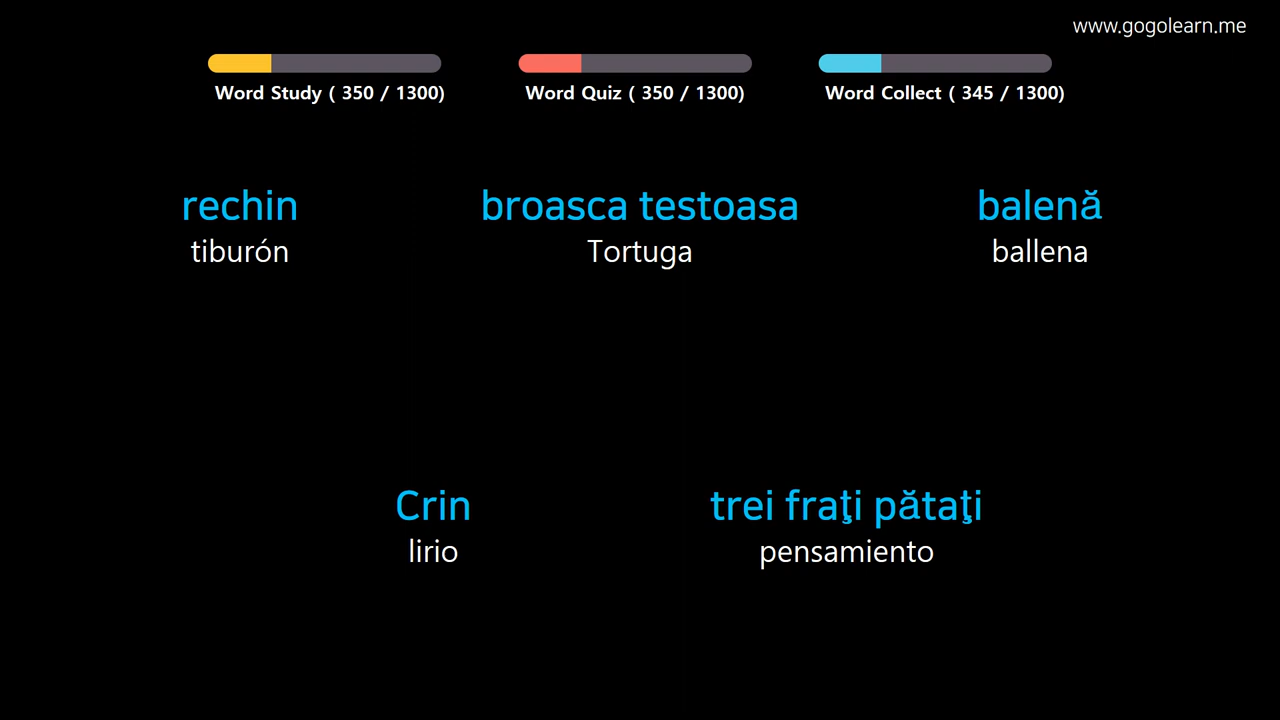 www.gogolearn.me
Word Study ( 350 / 1300)
Word Quiz ( 350 / 1300)
Word Collect ( 345 / 1300)
rechin
tiburón
broasca testoasa
Tortuga
balenă
ballena
Crin
lirio
trei fraţi pătaţi
pensamiento